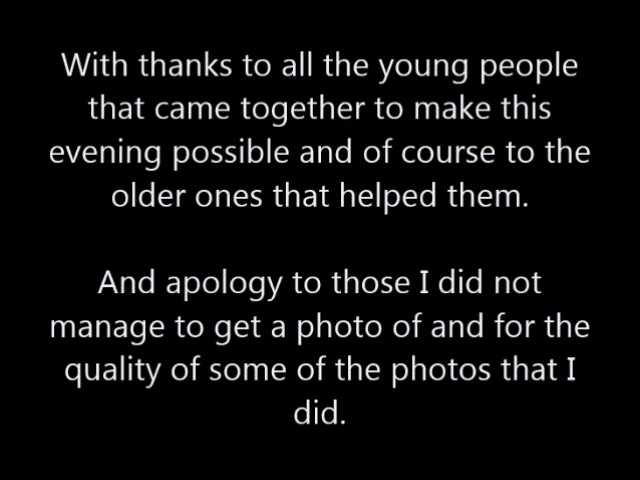 With thanks to all the young people
that came together to make this
evening possible and of course to the
older ones that helped them.
And apology to those I did not
manage to get a photo of and for the
quality of some of the photos that I
did.